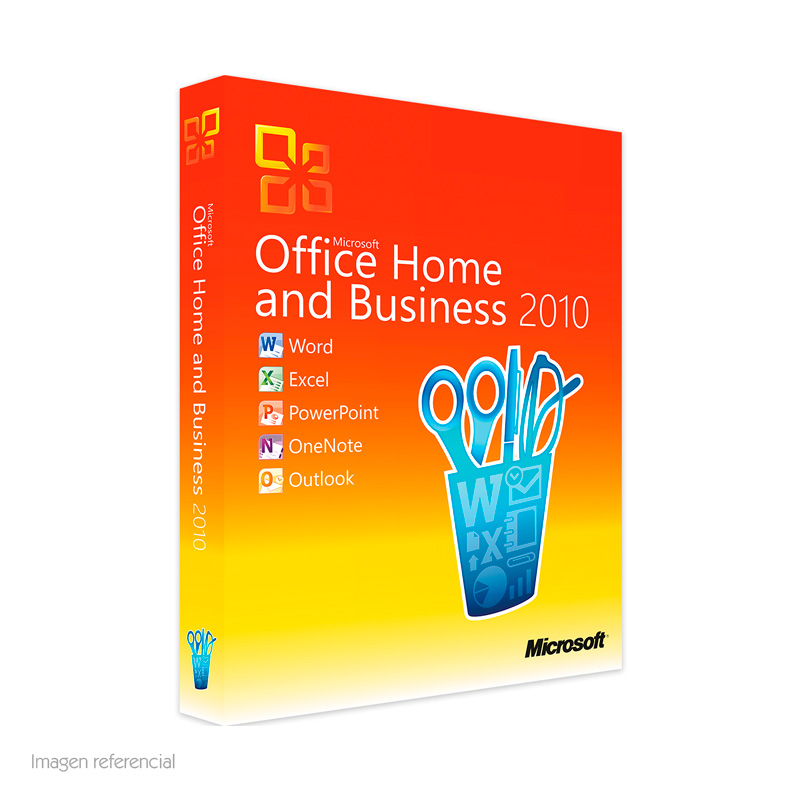 Microsoft
Office Home
and Business 2010
Word
Excel
PowerPoint
OneNote
Outlook
W
X
Microsoft
Microsoft
Office Home and Business 2010
Imagen referencial